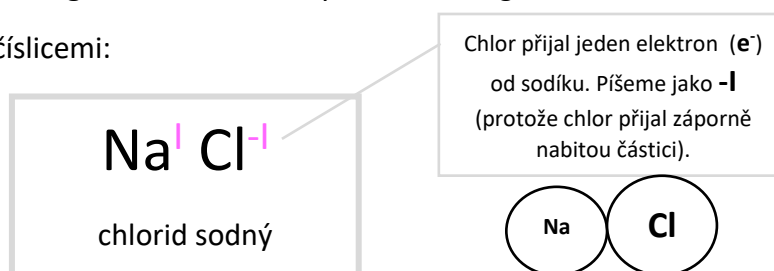 číslicemi:
Chlor přijal jeden elektron (e⁻)
od sodíku. Píšeme jako -I
(protože chlor přijal záporně
nabitou částici).
Naᴵ Cl⁻ᴵ
chlorid sodný
Na
Cl